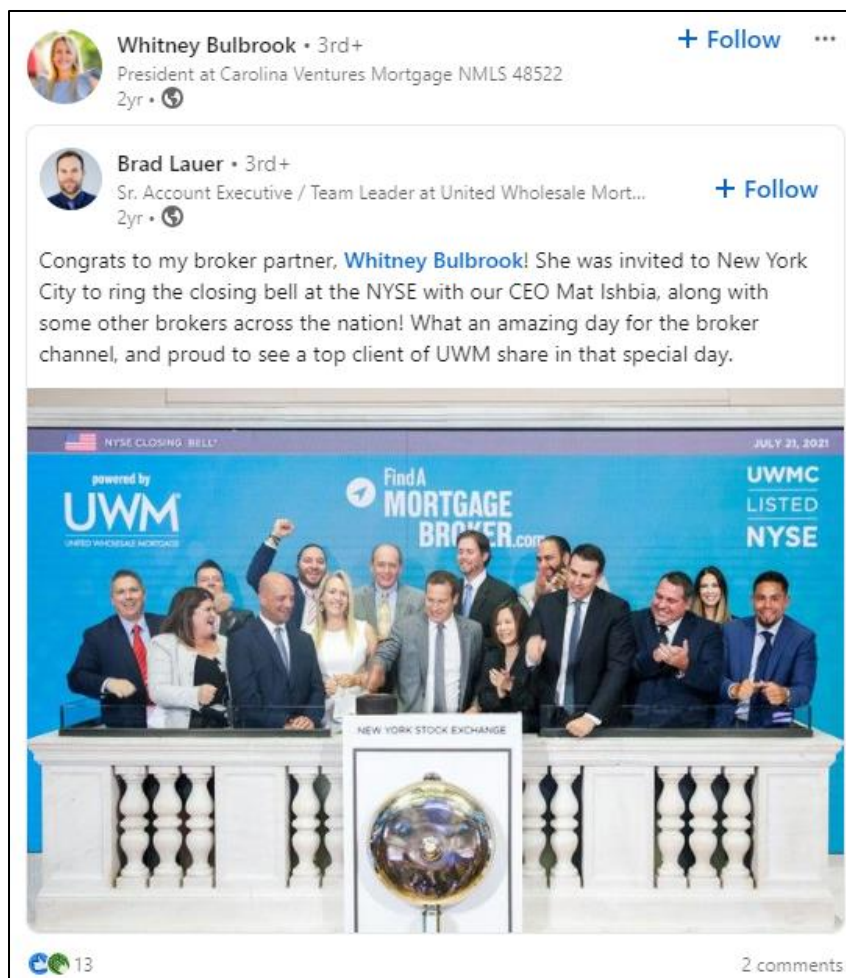 Whitney Bulbrook • 3rd+
+ Follow
...
President at Carolina Ventures Mortgage NMLS 48522
2yr •
Brad Lauer • 3rd+
Sr. Account Executive / Team Leader at United Wholesale Mort...
+ Follow
2yr •
Congrats to my broker partner, Whitney Bulbrook! She was invited to New York
City to ring the closing bell at the NYSE with our CEO Mat Ishbia, along with
some other brokers across the nation! What an amazing day for the broker
channel, and proud to see a top client of UWM share in that special day.
NYSE CLOSING BELL®
JULY 21, 2021
powered by
UWM
UNITED WHOLESALE MORTGAGE
FindA
MORTGAGE
BROKER.com
UWMC
LISTED
NYSE
NEW YORK STOCK EXCHANGE
13
2 comments